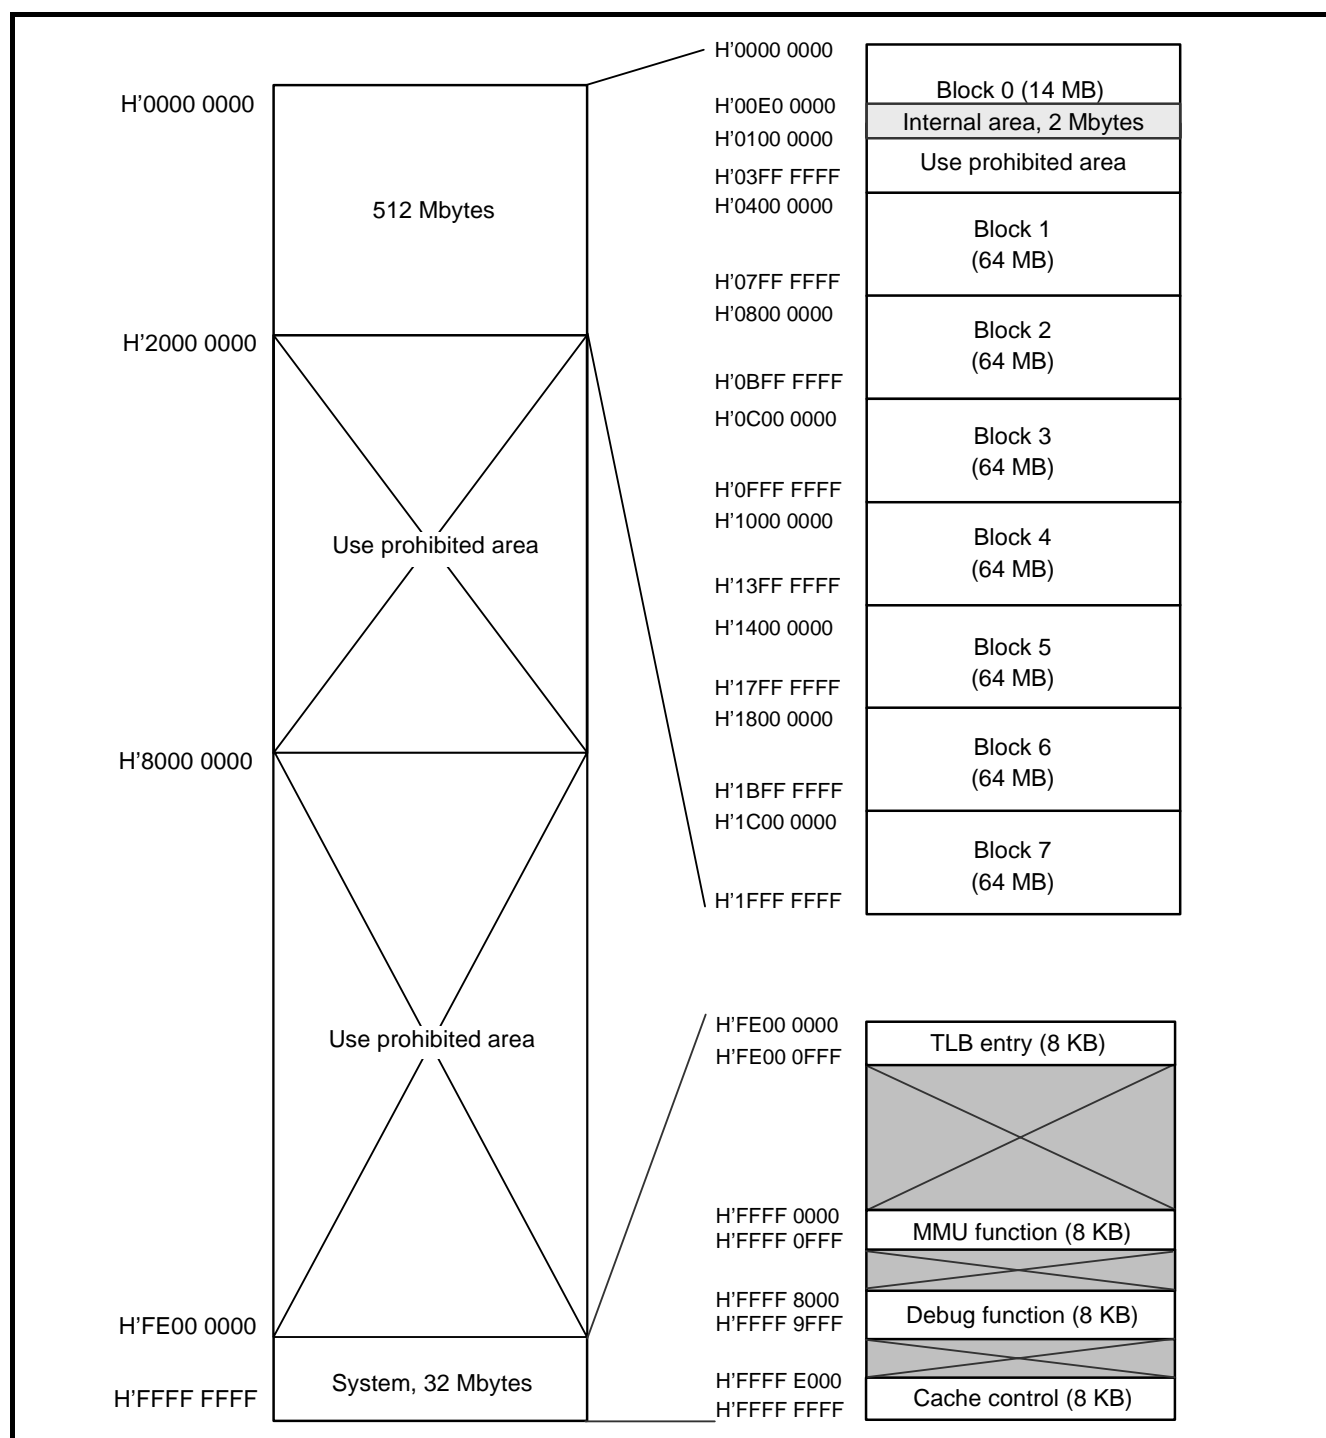 H’0000 0000
512 Mbytes
H’2000 0000
Use prohibited area
H’8000 0000
Use prohibited area
H’FE00 0000
System, 32 Mbytes
H’FFFF FFFF
H’0000 0000
Block 0 (14 MB)
H’00E0 0000
Internal area, 2 Mbytes
H’0100 0000
Use prohibited area
H’03FF FFFF
H’0400 0000
Block 1
(64 MB)
H’07FF FFFF
H’0800 0000
Block 2
(64 MB)
H’0BFF FFFF
H’0C00 0000
Block 3
(64 MB)
H’0FFF FFFF
H’1000 0000
Block 4
(64 MB)
H’13FF FFFF
H’1400 0000
Block 5
(64 MB)
H’17FF FFFF
H’1800 0000
Block 6
(64 MB)
H’1BFF FFFF
H’1C00 0000
Block 7
(64 MB)
H’1FFF FFFF
H’FE00 0000
TLB entry (8 KB)
H’FE00 0FFF
H’FFFF 0000
MMU function (8 KB)
H’FFFF 0FFF
H’FFFF 8000
Debug function (8 KB)
H’FFFF 9FFF
H’FFFF E000
Cache control (8 KB)
H’FFFF FFFF